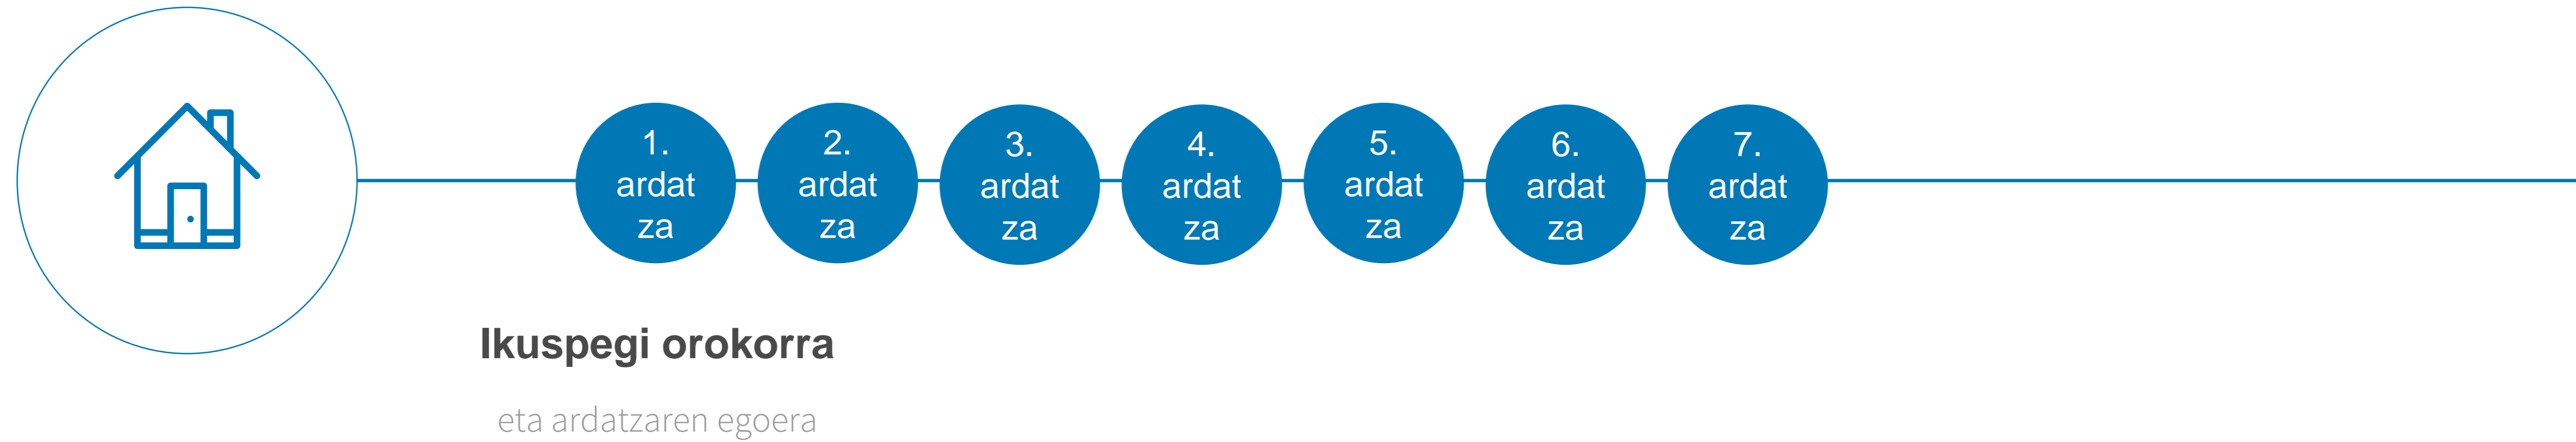 1.
ardat
za
2.
ardat
za
3.
ardat
za
4.
ardat
za
5.
ardat
za
6.
ardat
za
7.
ardat
za
Ikuspegi orokorra
eta ardatzaren egoera